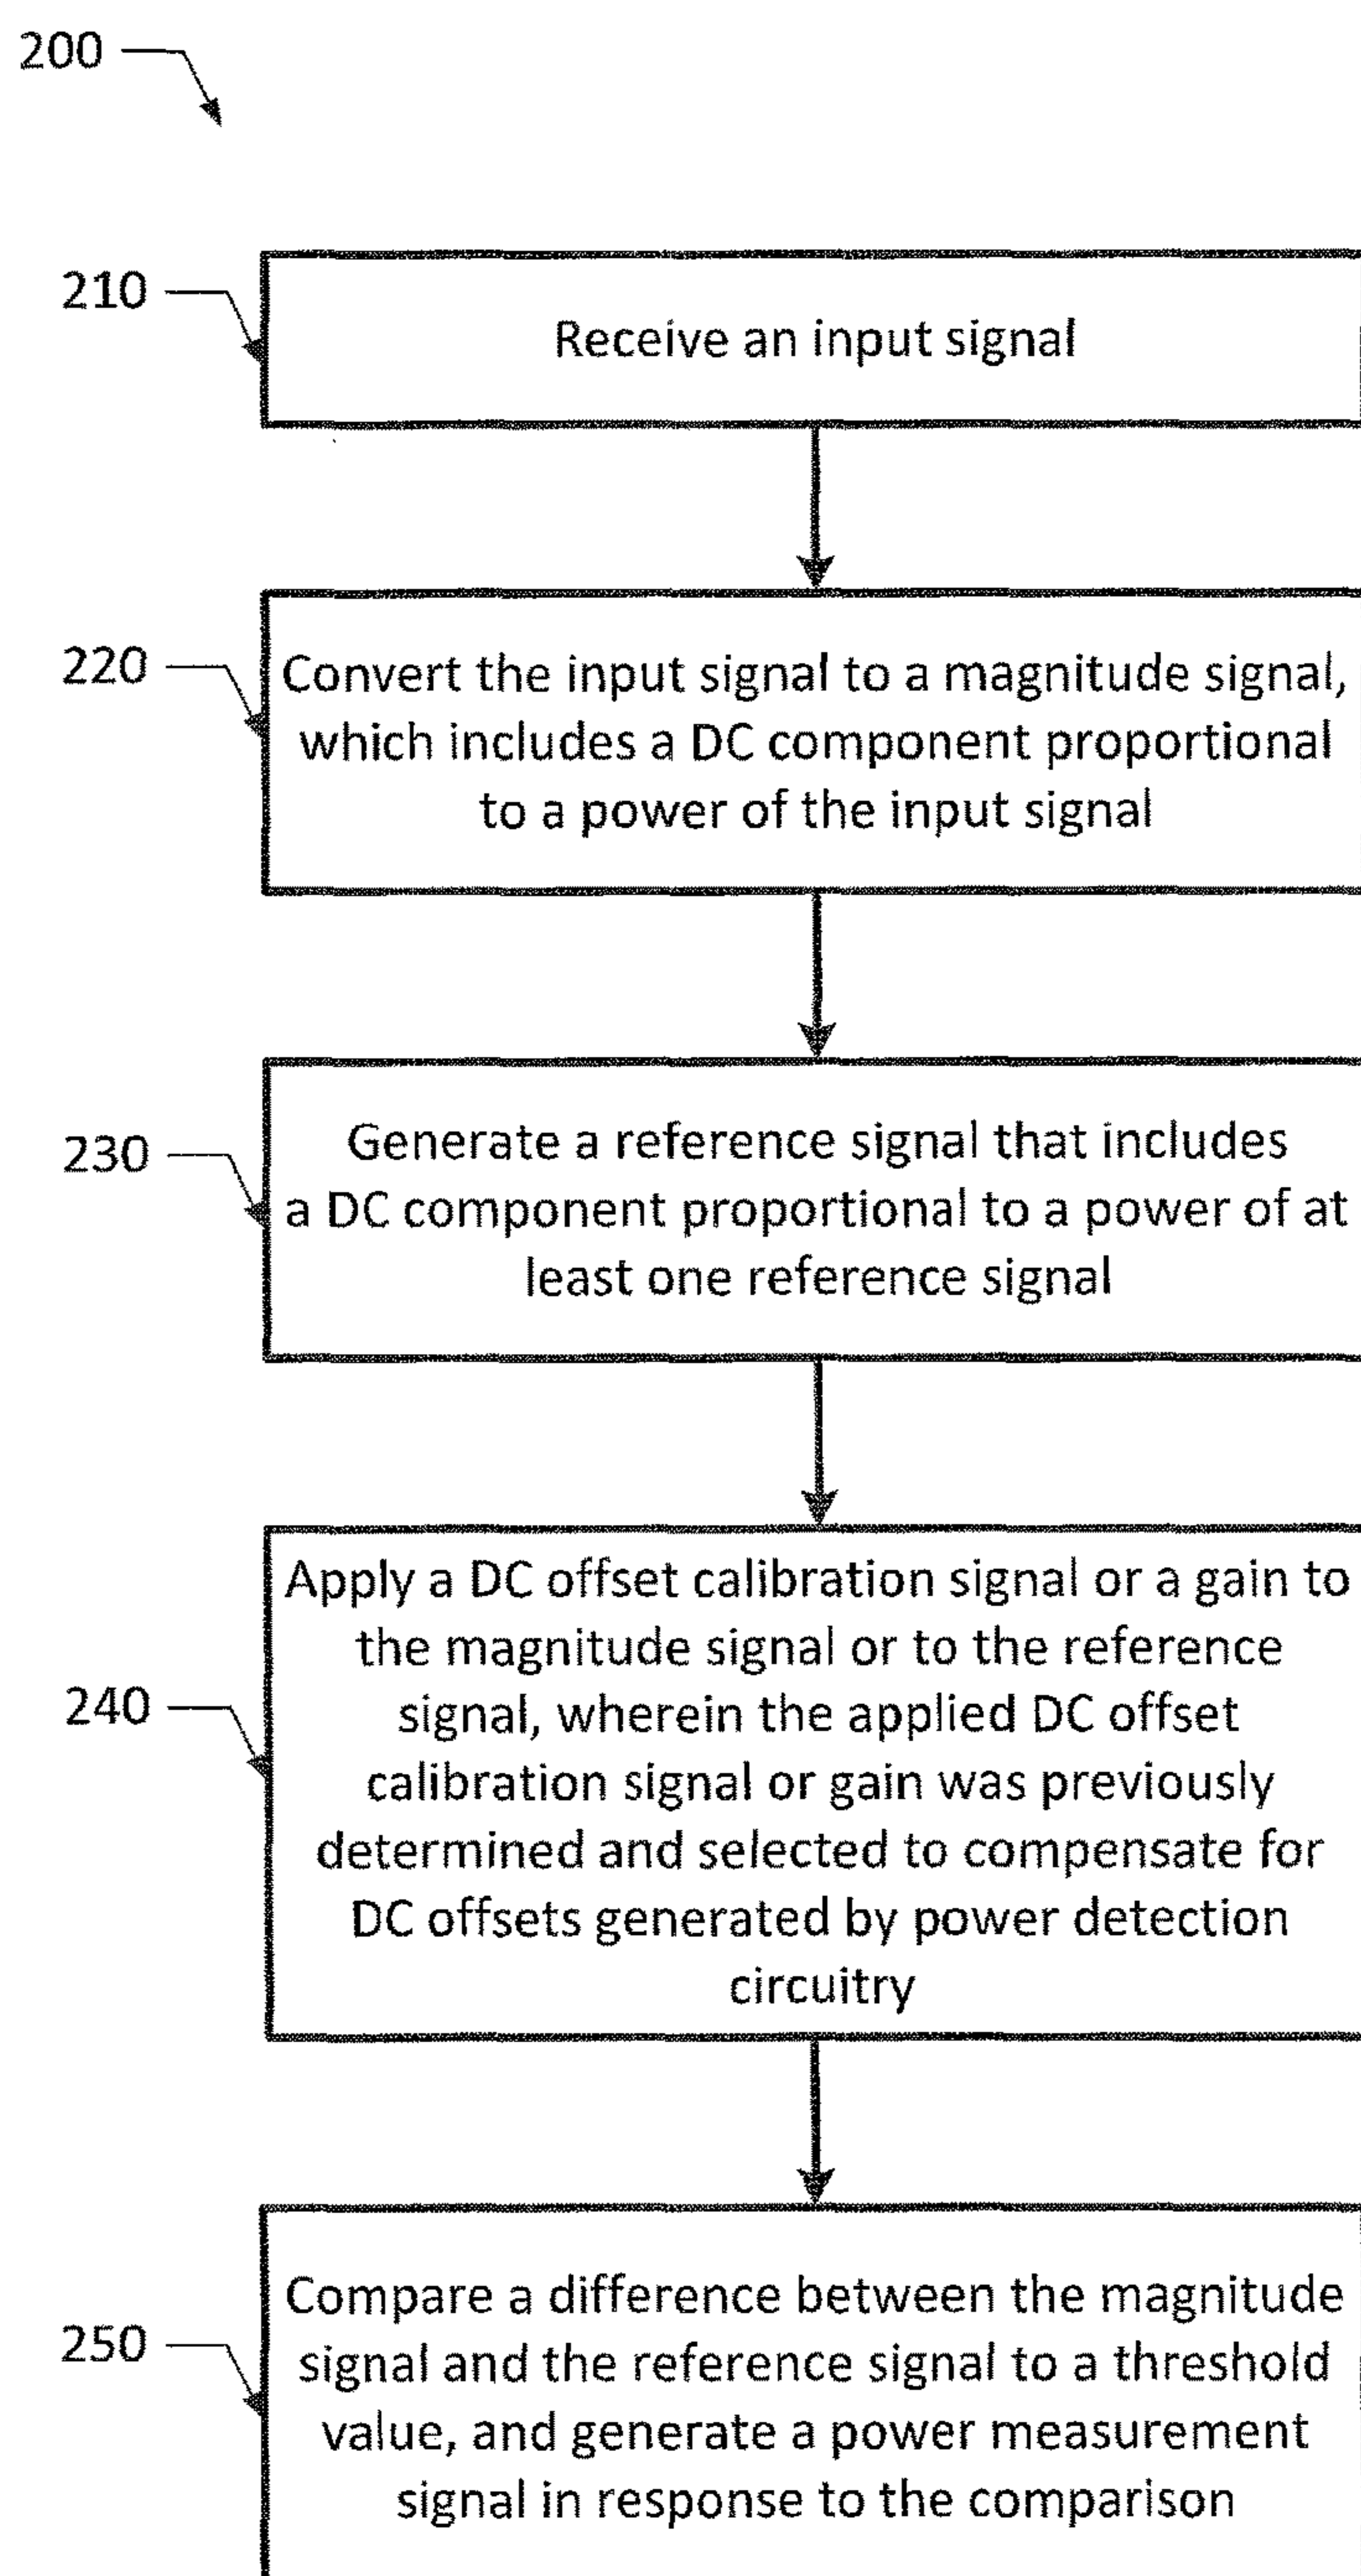 200
210
Receive an input signal
220
Convert the input signal to a magnitude signal,
which includes a DC component proportional
to a power of the input signal
230
Generate a reference signal that includes
a DC component proportional to a power of at
least one reference signal
240
Apply a DC offset calibration signal or a gain to
the magnitude signal or to the reference
signal, wherein the applied DC offset
calibration signal or gain was previously
determined and selected to compensate for
DC offsets generated by power detection
circuitry
250
Compare a difference between the magnitude
signal and the reference signal to a threshold
value, and generate a power measurement
signal in response to the comparison